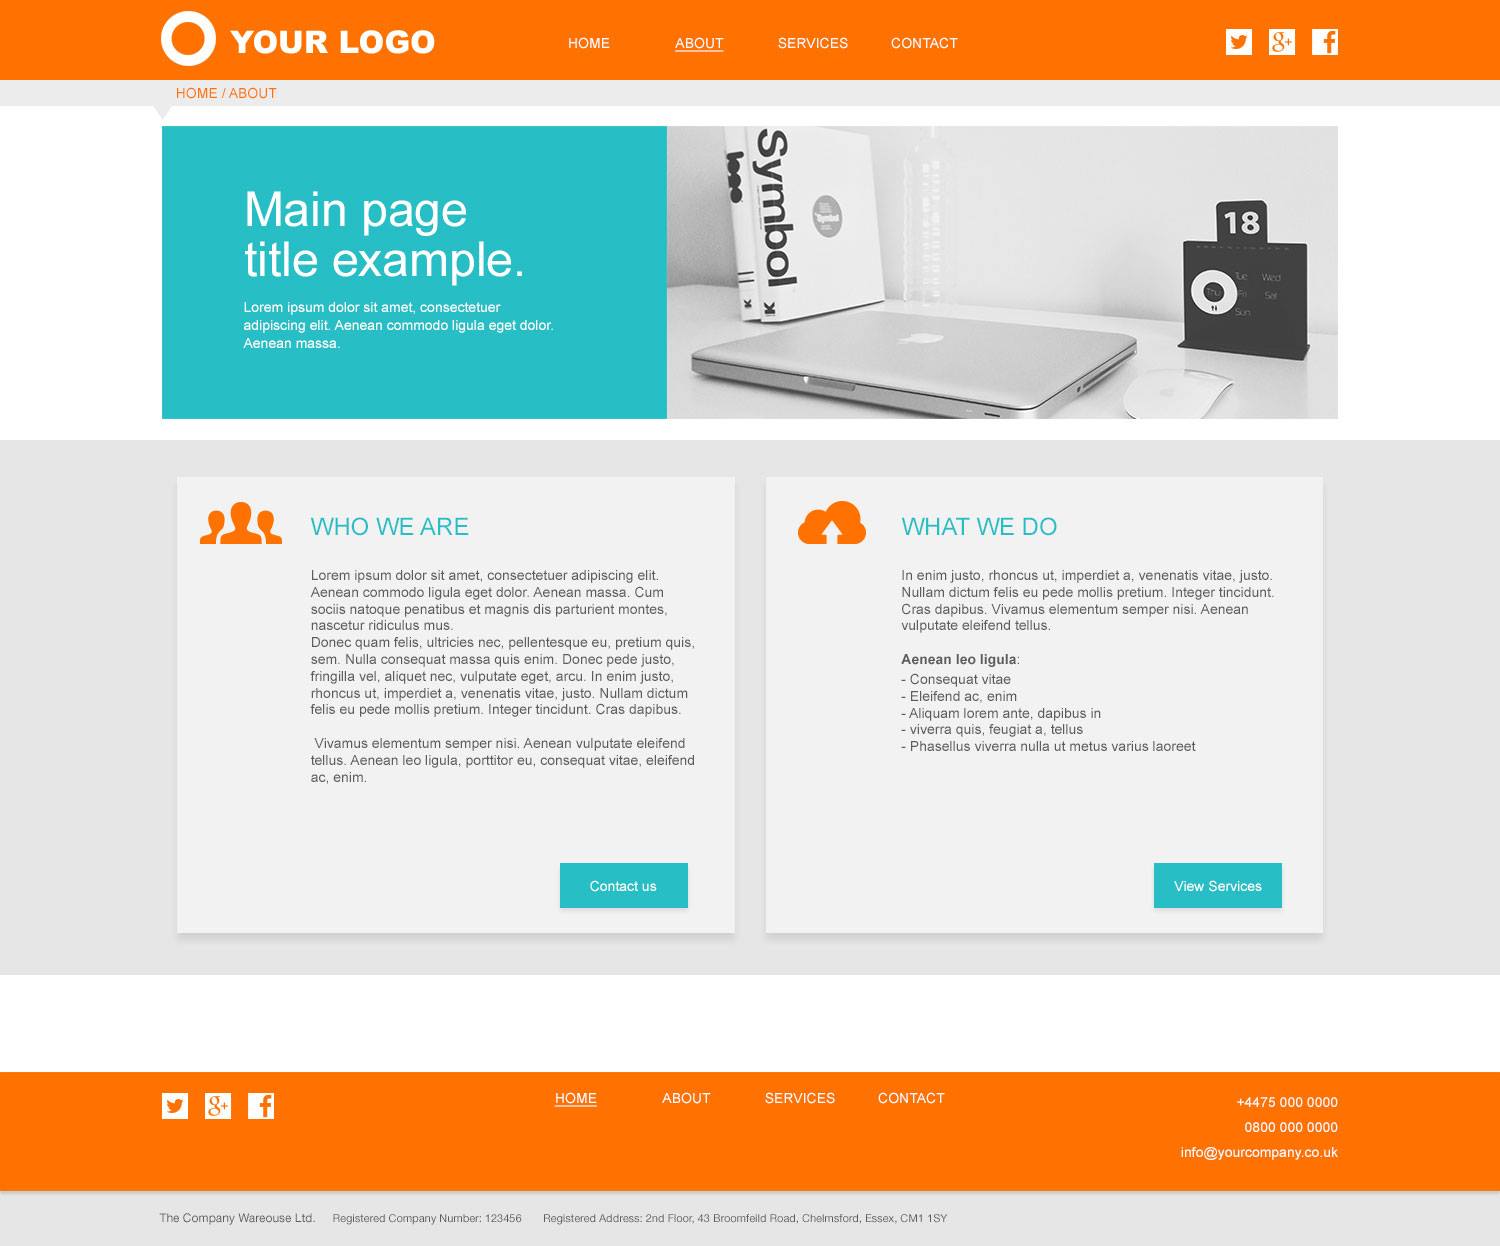 YOUR LOGO
HOME ABOUT SERVICES CONTACT
HOME / ABOUT
Main page
title example.
Lorem ipsum dolor sit amet, consectetuer
adipiscing elit. Aenean commodo ligula eget dolor.
Aenean massa.
logo
Symbol
Symbol
18
Tue Wed
Thu Fri Sat
Sun
WHO WE ARE
Lorem ipsum dolor sit amet, consectetuer adipiscing elit.
Aenean commodo ligula eget dolor. Aenean massa. Cum
sociis natoque penatibus et magnis dis parturient montes,
nascetur ridiculus mus.
Donec quam felis, ultricies nec, pellentesque eu, pretium quis,
sem. Nulla consequat massa quis enim. Donec pede justo,
fringilla vel, aliquet nec, vulputate eget, arcu. In enim justo,
rhoncus ut, imperdiet a, venenatis vitae, justo. Nullam dictum
felis eu pede mollis pretium. Integer tincidunt. Cras dapibus.
Vivamus elementum semper nisi. Aenean vulputate eleifend
tellus. Aenean leo ligula, porttitor eu, consequat vitae, eleifend
ac, enim.
Contact us
WHAT WE DO
In enim justo, rhoncus ut, imperdiet a, venenatis vitae, justo.
Nullam dictum felis eu pede mollis pretium. Integer tincidunt.
Cras dapibus. Vivamus elementum semper nisi. Aenean
vulputate eleifend tellus.
Aenean leo ligula:
- Consequat vitae
- Eleifend ac, enim
- Aliquam lorem ante, dapibus in
- viverra quis, feugiat a, tellus
- Phasellus viverra nulla ut metus varius laoreet
View Services
HOME ABOUT SERVICES CONTACT
+4475 000 0000
0800 000 0000
info@yourcompany.co.uk
The Company Wareouse Ltd. Registered Company Number: 123456 Registered Address: 2nd Floor, 43 Broomfeild Road, Chelmsford, Essex, CM1 1SY